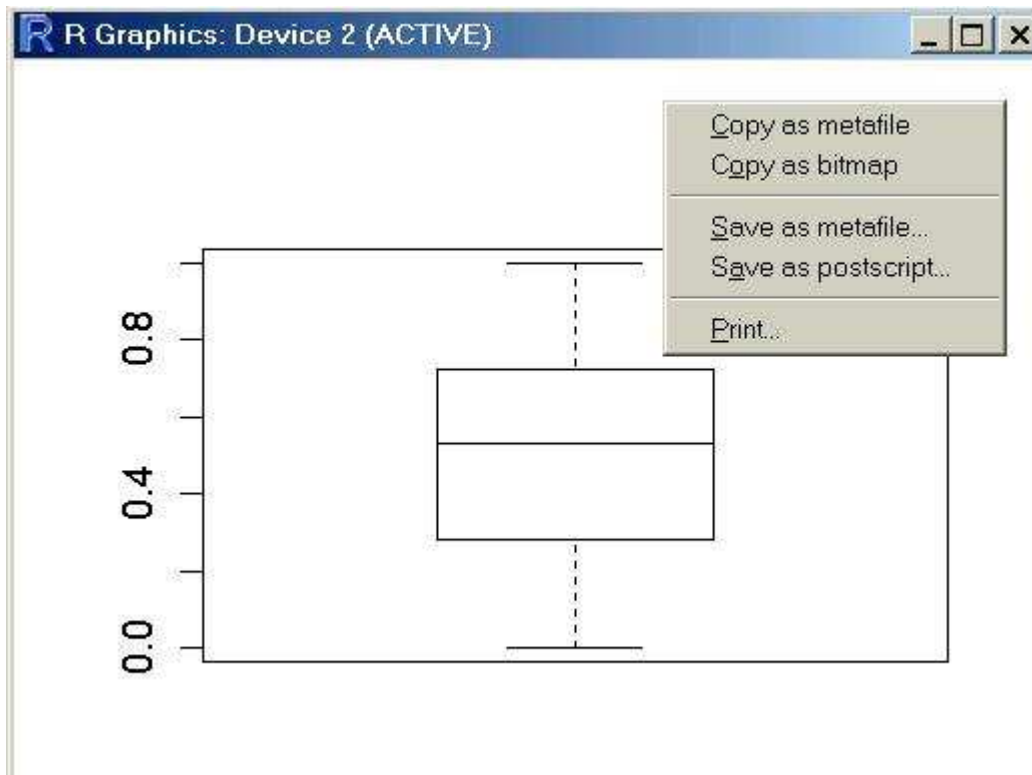 R Graphics: Device 2 (ACTIVE)
Copy as metafile
Copy as bitmap
Save as metafile...
Save as postscript...
Print...
0.8
0.4
0.0